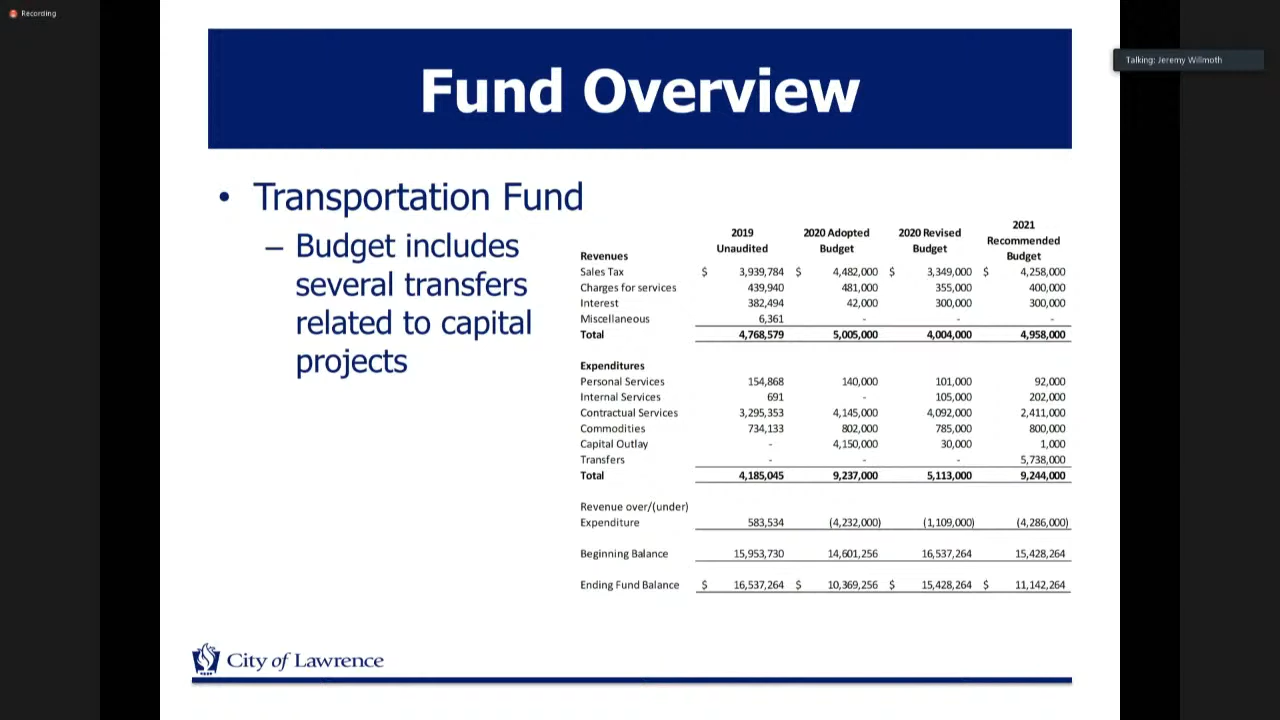 Recording
Talking: Jeremy Willmoth
Fund Overview
• Transportation Fund
– Budget includes
several transfers
related to capital
projects
2019 Unaudited 2020 Adopted Budget 2020 Revised Budget 2021 Recommended Budget
Revenues
Sales Tax $ 3,939,784 $ 4,482,000 $ 3,349,000 $ 4,258,000
Charges for services 439,940 481,000 355,000 400,000
Interest 382,494 42,000 300,000 300,000
Miscellaneous 6,361 - - -
Total 4,768,579 5,005,000 4,004,000 4,958,000
Expenditures
Personal Services 154,868 140,000 101,000 92,000
Internal Services 691 - 105,000 202,000
Contractual Services 3,295,353 4,145,000 4,092,000 2,411,000
Commodities 734,133 802,000 785,000 800,000
Capital Outlay - 4,150,000 30,000 1,000
Transfers - - - 5,738,000
Total 4,185,045 9,237,000 5,113,000 9,244,000
Revenue over/(under)
Expenditure 583,534 (4,232,000) (1,109,000) (4,286,000)
Beginning Balance 15,953,730 14,601,256 16,537,264 15,428,264
Ending Fund Balance $ 16,537,264 $ 10,369,256 $ 15,428,264 $ 11,142,264
City of Lawrence